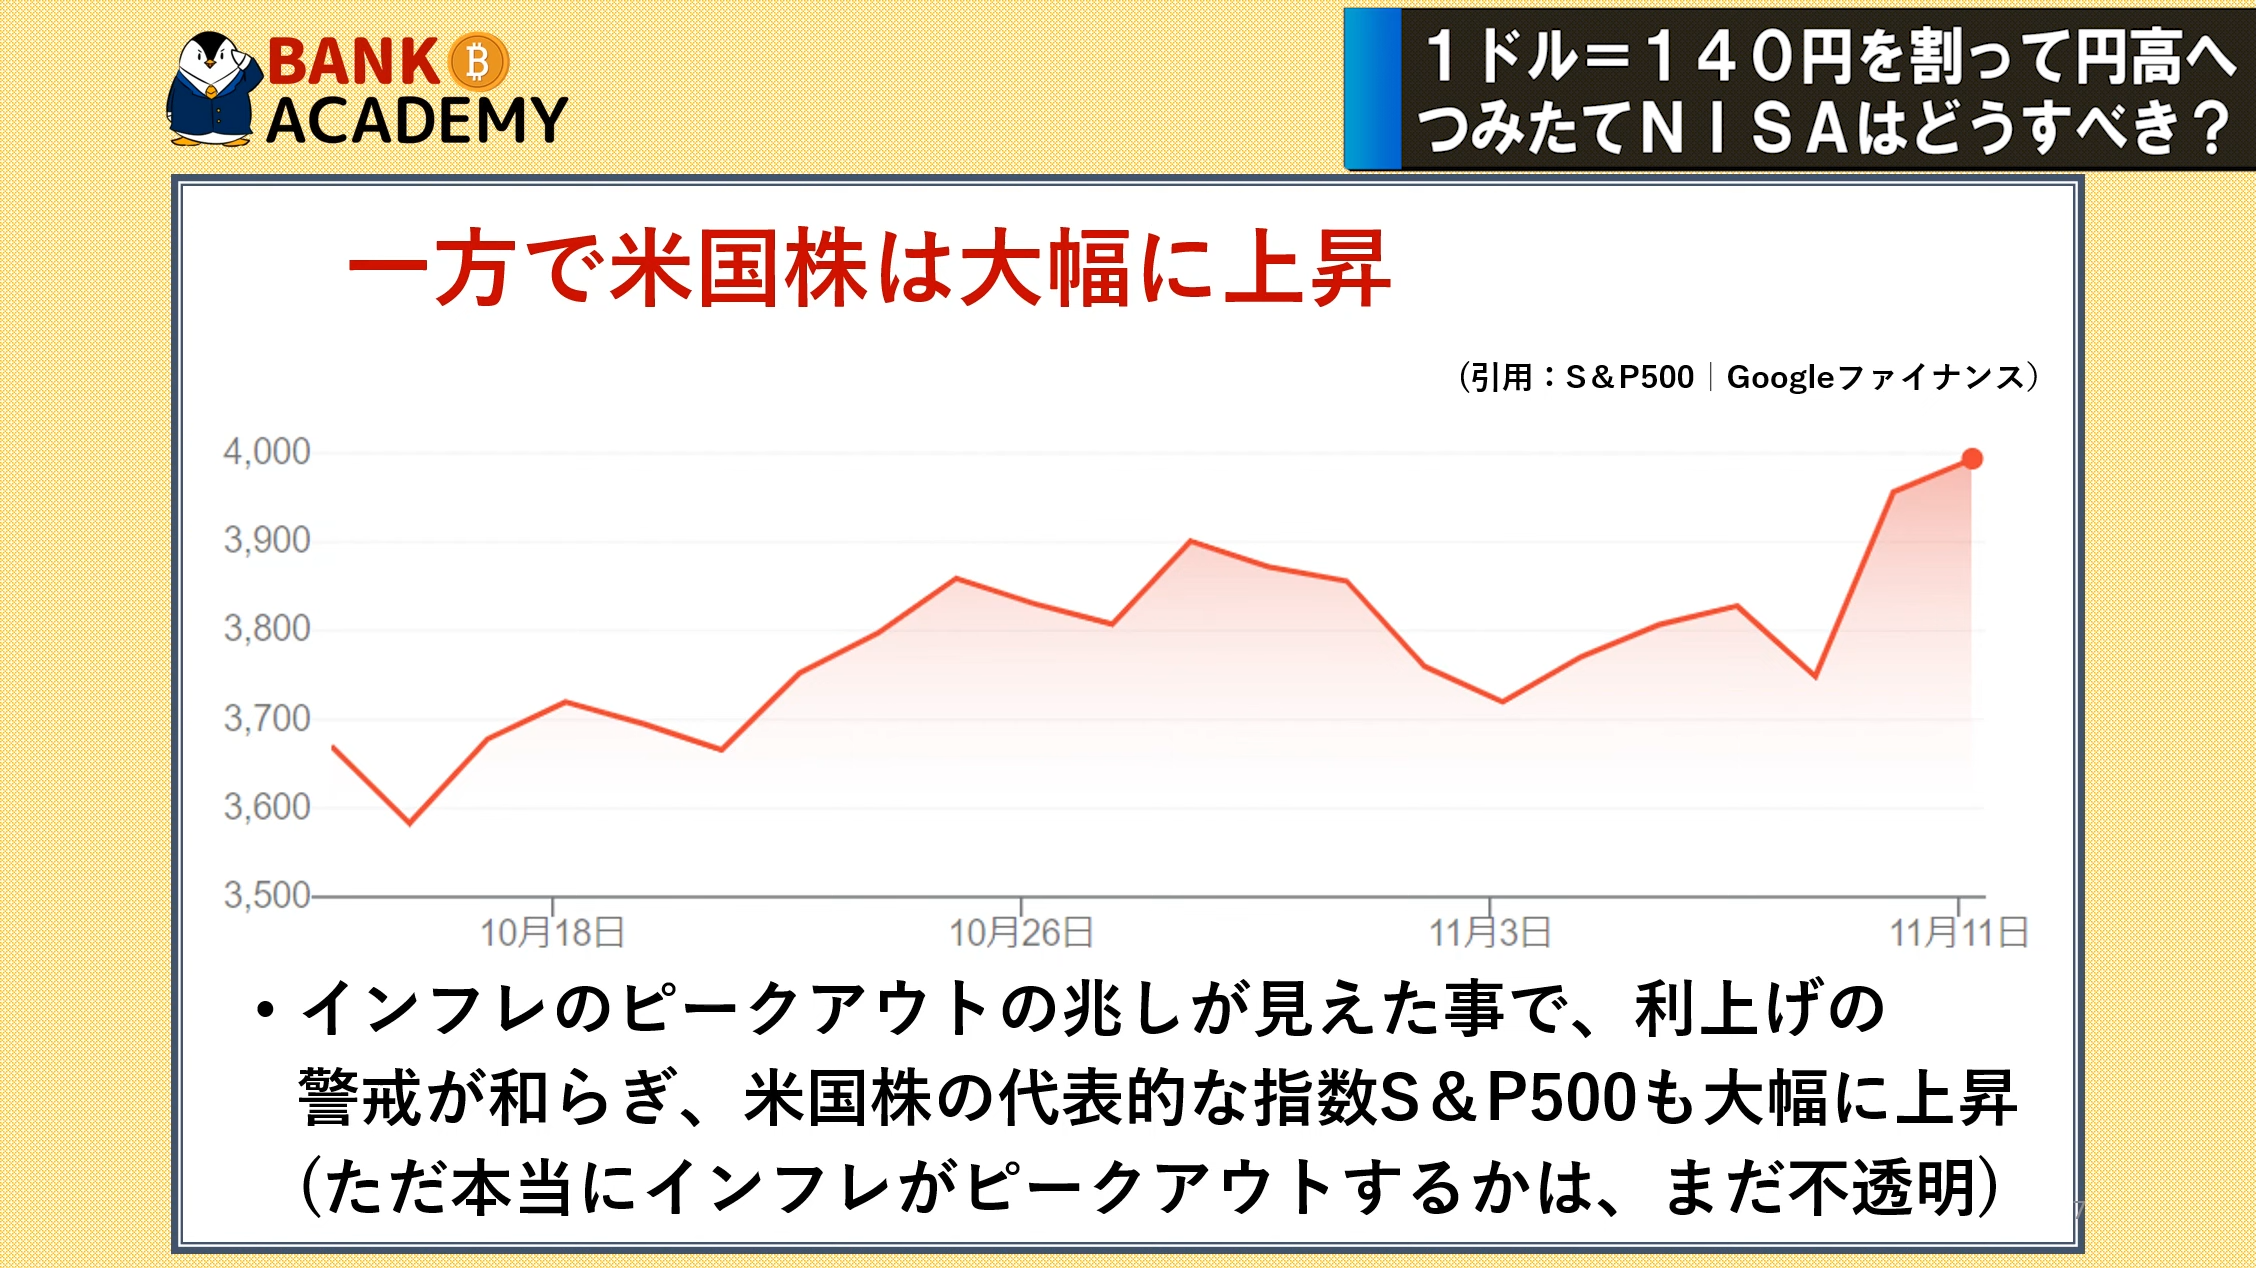 BANK
ACADEMY
１ドル＝１４０円を割って円高へ
つみたてＮＩＳＡはどうすべき？
一方で米国株は大幅に上昇
（引用：S＆P500｜Googleファイナンス）
4,000
3,900
3,800
3,700
3,600
3,500
10月18日 10月26日 11月3日 11月11日
・インフレのピークアウトの兆しが見えた事で、利上げの
警戒が和らぎ、米国株の代表的な指数S＆P500も大幅に上昇
（ただ本当にインフレがピークアウトするかは、まだ不透明）
7